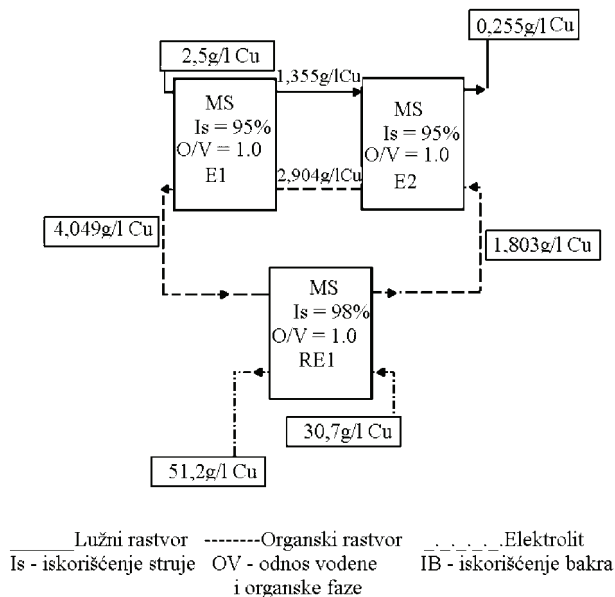 0,255g/l Cu
2,5g/l Cu
1,355g/lCu
MS
Is = 95%
O/V = 1.0
E1
MS
Is = 95%
O/V = 1.0
E2
2,904g/lCu
4,049g/l Cu
1,803g/l Cu
MS
Is = 98%
O/V = 1.0
RE1
30,7g/l Cu
51,2g/l Cu
Lužni rastvor Organski rastvor Elektrolit
Is - iskorišćenje struje OV - odnos vodene IB - iskorišćenje bakra
i organske faze